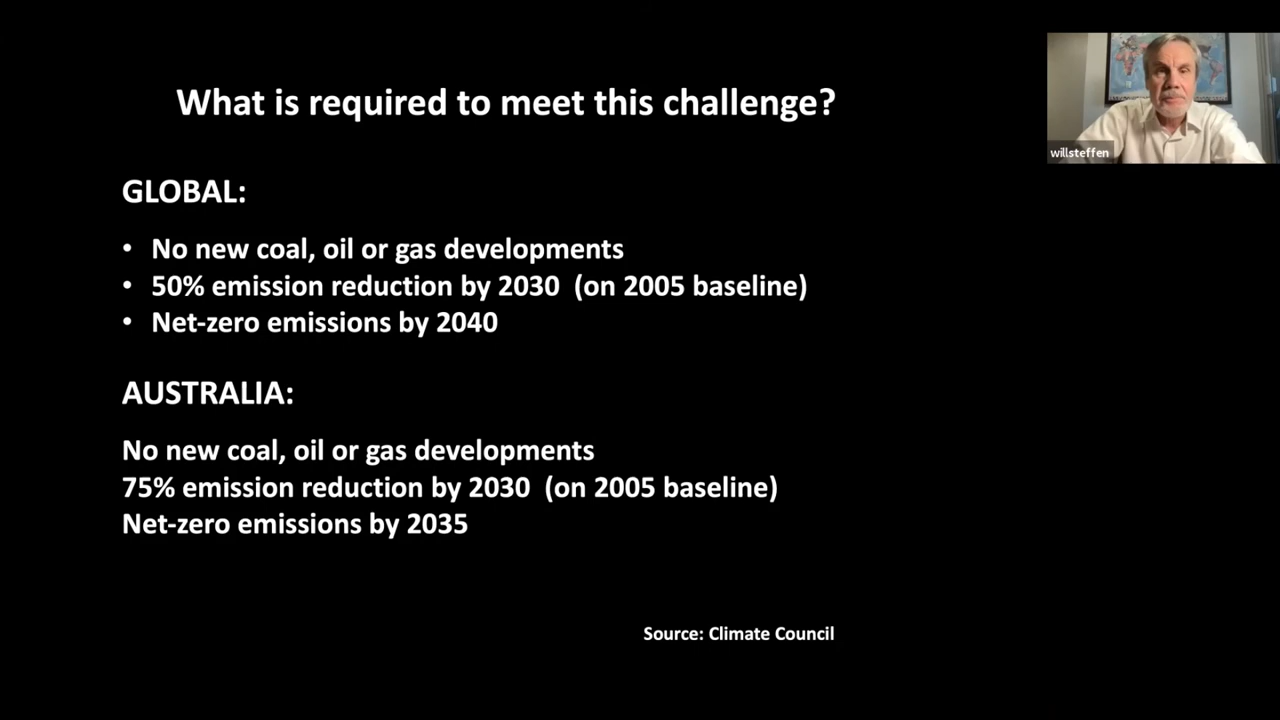 What is required to meet this challenge?
willsteffen
GLOBAL:
• No new coal, oil or gas developments
• 50% emission reduction by 2030 (on 2005 baseline)
• Net-zero emissions by 2040
AUSTRALIA:
No new coal, oil or gas developments
75% emission reduction by 2030 (on 2005 baseline)
Net-zero emissions by 2035
Source: Climate Council